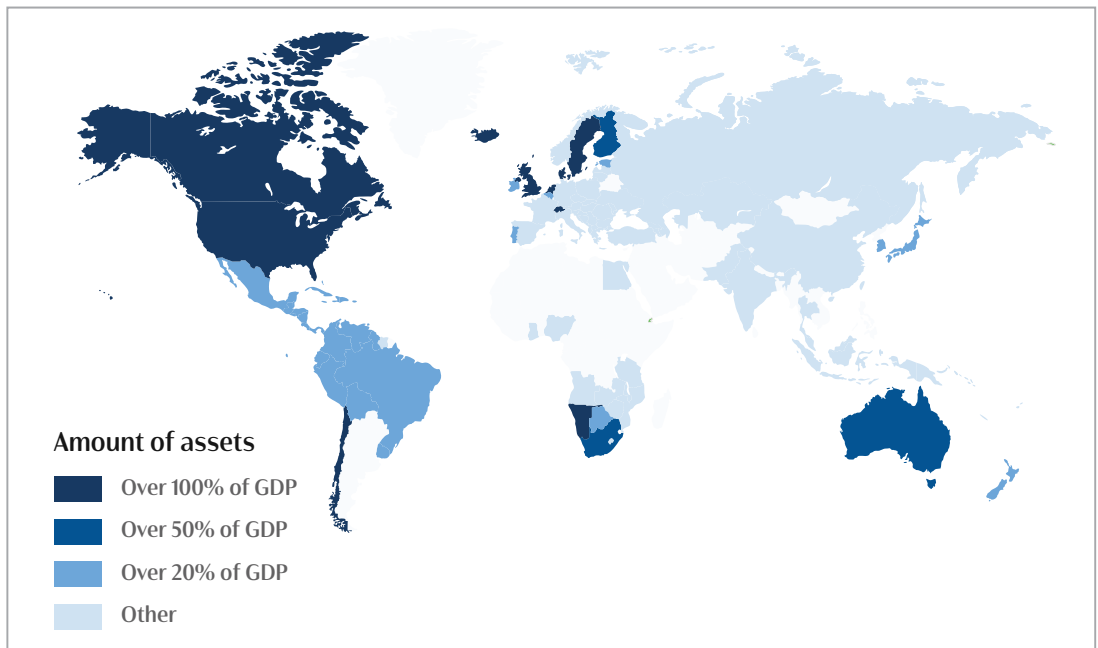 Amount of assets
Over 100% of GDP
Over 50% of GDP
Over 20% of GDP
Other